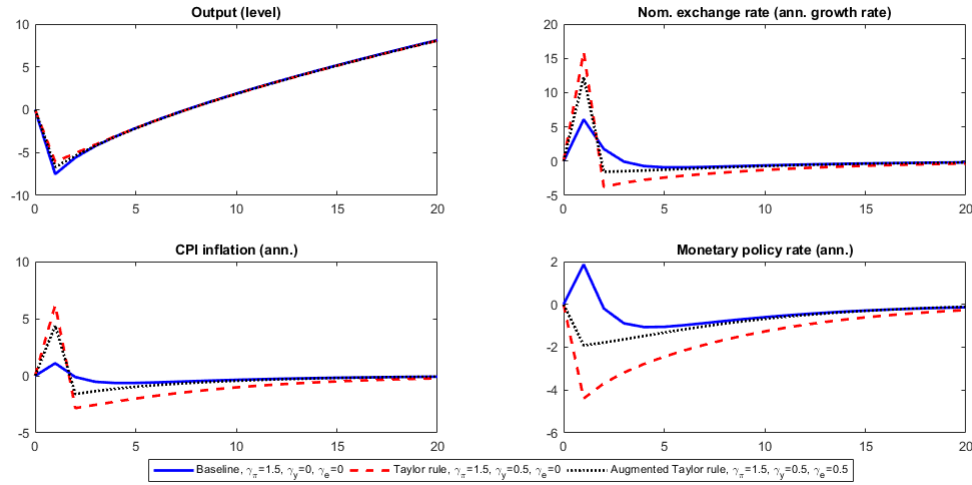 Output (level)
10
5
0
-5
-10
0 5 10 15 20
Nom. exchange rate (ann. growth rate)
20
15
10
5
0
-5
0 5 10 15 20
CPI inflation (ann.)
10
5
0
-5
0 5 10 15 20
Monetary policy rate (ann.)
2
0
-2
-4
-6
0 5 10 15 20
Baseline, γπ=1.5, γy=0, γe=0 Taylor rule, γπ=1.5, γy=0.5, γe=0 Augmented Taylor rule, γπ=1.5, γy=0.5, γe=0.5